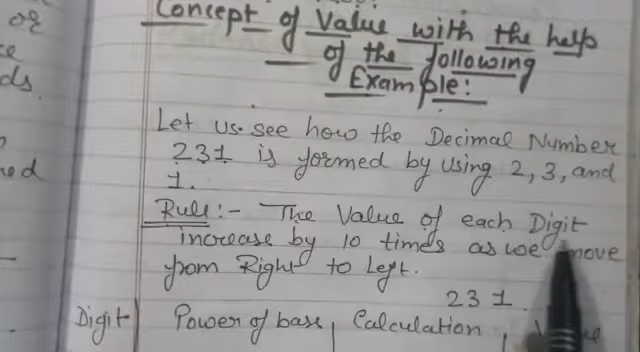 or
ds.
Concept of Value with the help
of the following
Example:
Let us see how the Decimal Number
231 is formed by using 2, 3, and
1.
Rule:- The Value of each Digit
increase by 10 times as we move
from Right to Left.
231.
Digit Power of base Calculation